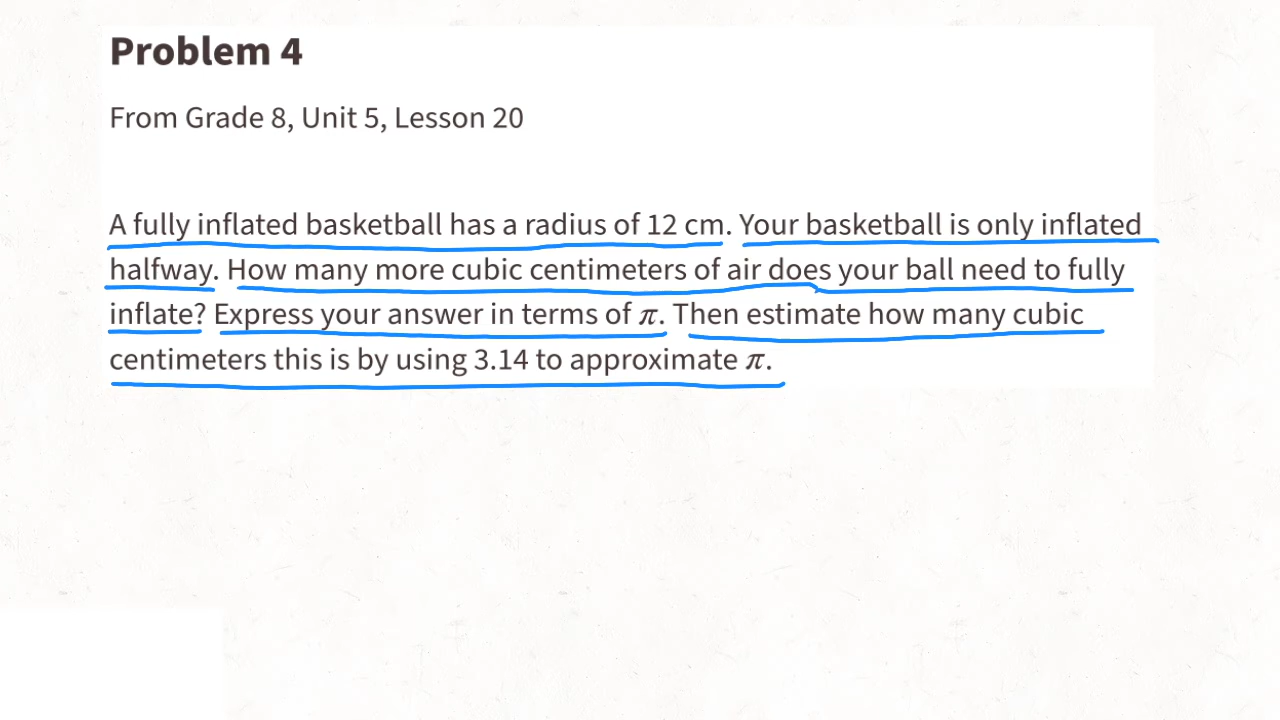 Problem 4
From Grade 8, Unit 5, Lesson 20
A fully inflated basketball has a radius of 12 cm. Your basketball is only inflated
halfway. How many more cubic centimeters of air does your ball need to fully
inflate? Express your answer in terms of π. Then estimate how many cubic
centimeters this is by using 3.14 to approximate π.